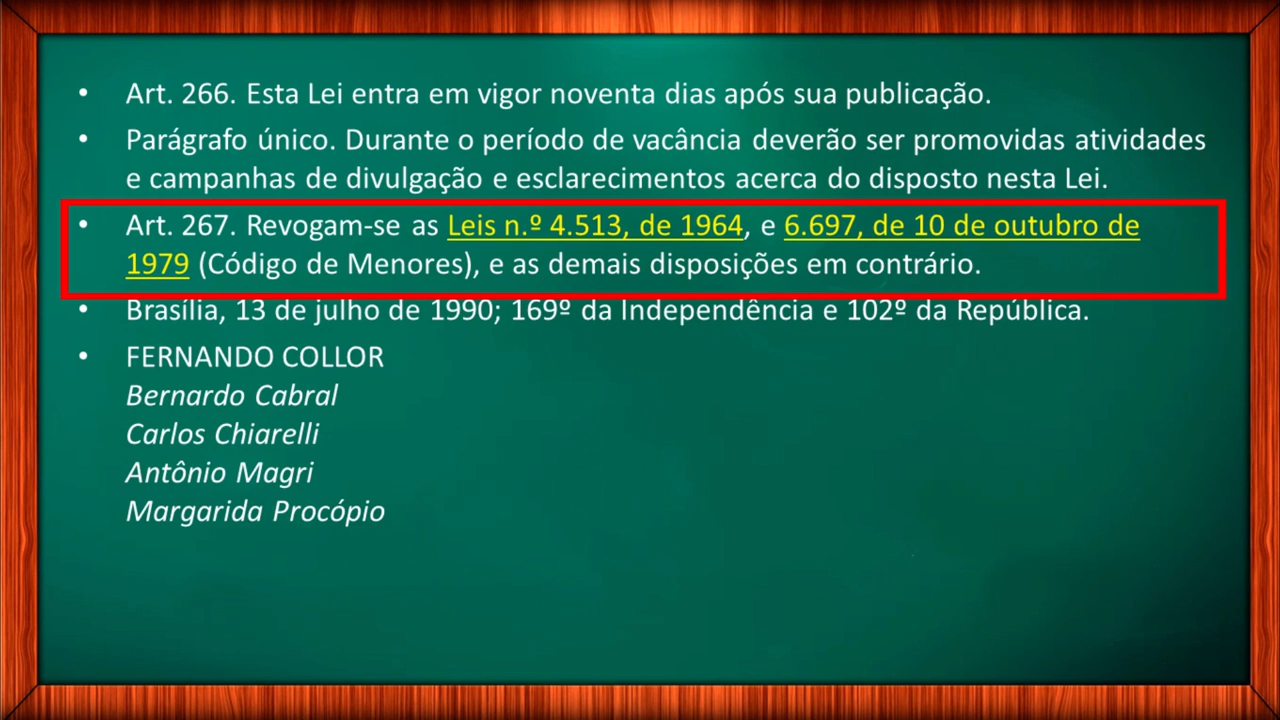 • Art. 266. Esta Lei entra em vigor noventa dias após sua publicação.
• Parágrafo único. Durante o período de vacância deverão ser promovidas atividades
e campanhas de divulgação e esclarecimentos acerca do disposto nesta Lei.
• Art. 267. Revogam-se as Leis n.º 4.513, de 1964, e 6.697, de 10 de outubro de
1979 (Código de Menores), e as demais disposições em contrário.
• Brasília, 13 de julho de 1990; 169º da Independência e 102º da República.
• FERNANDO COLLOR
Bernardo Cabral
Carlos Chiarelli
Antônio Magri
Margarida Procópio